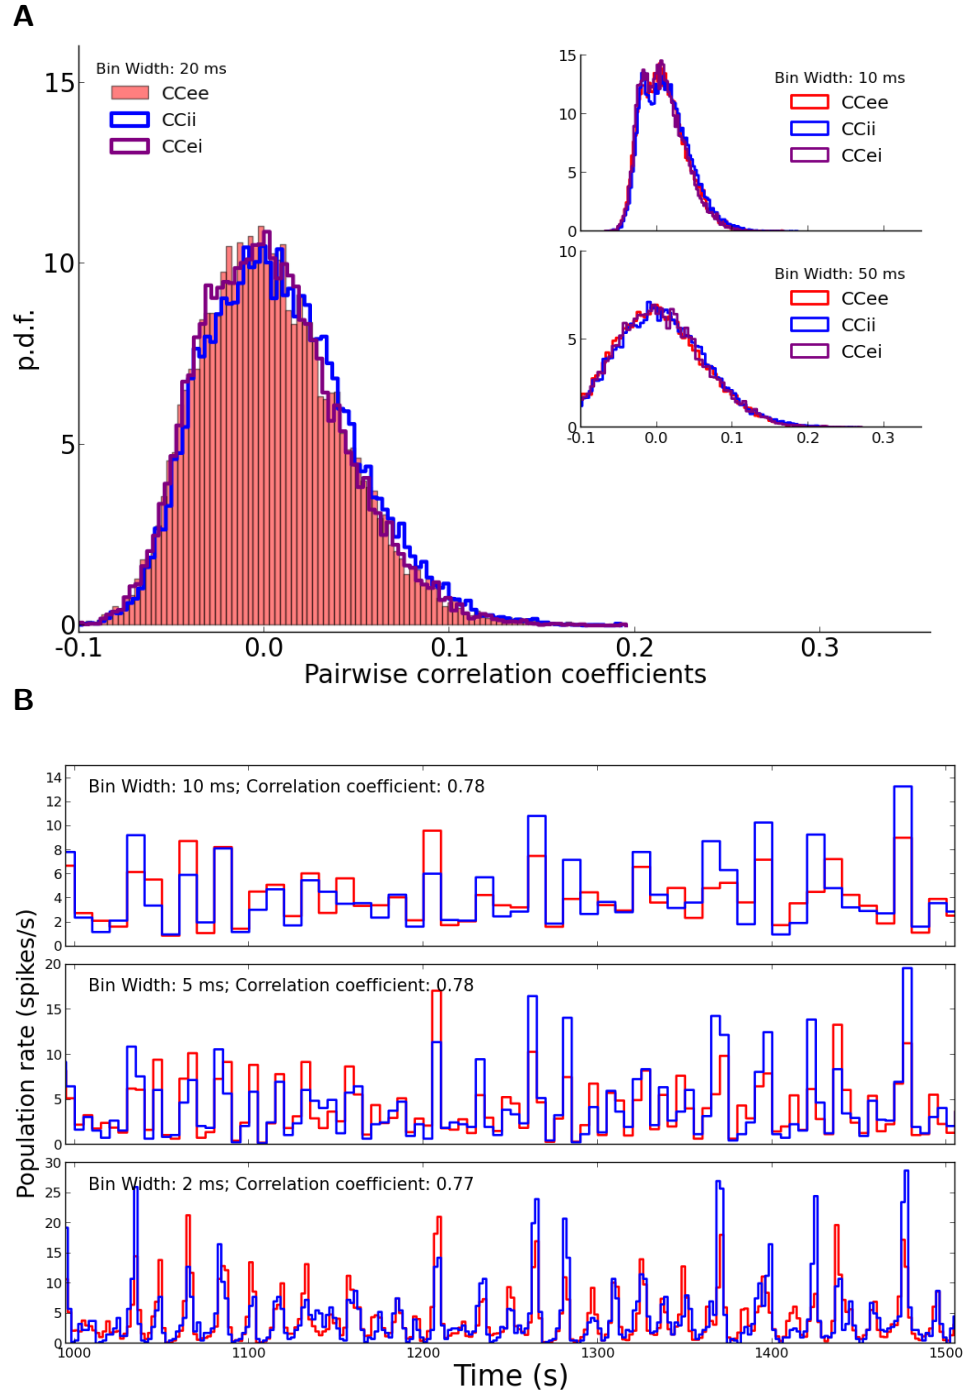 A
Bin Width: 20 ms
CCee
CCii
CCei
15
10
5
0
p.d.f.
-0.1 0.0 0.1 0.2 0.3
Pairwise correlation coefficients
15
10
5
0
Bin Width: 10 ms
CCee
CCii
CCei
10
5
0
Bin Width: 50 ms
CCee
CCii
CCei
-0.1 0.0 0.1 0.2 0.3
B
Population rate (spikes/s)
14
12
10
8
6
4
2
0
Bin Width: 10 ms; Correlation coefficient: 0.78
20
15
10
5
0
Bin Width: 5 ms; Correlation coefficient: 0.78
30
25
20
15
10
5
0
Bin Width: 2 ms; Correlation coefficient: 0.77
1000 1100 1200 1300 1400 1500
Time (s)